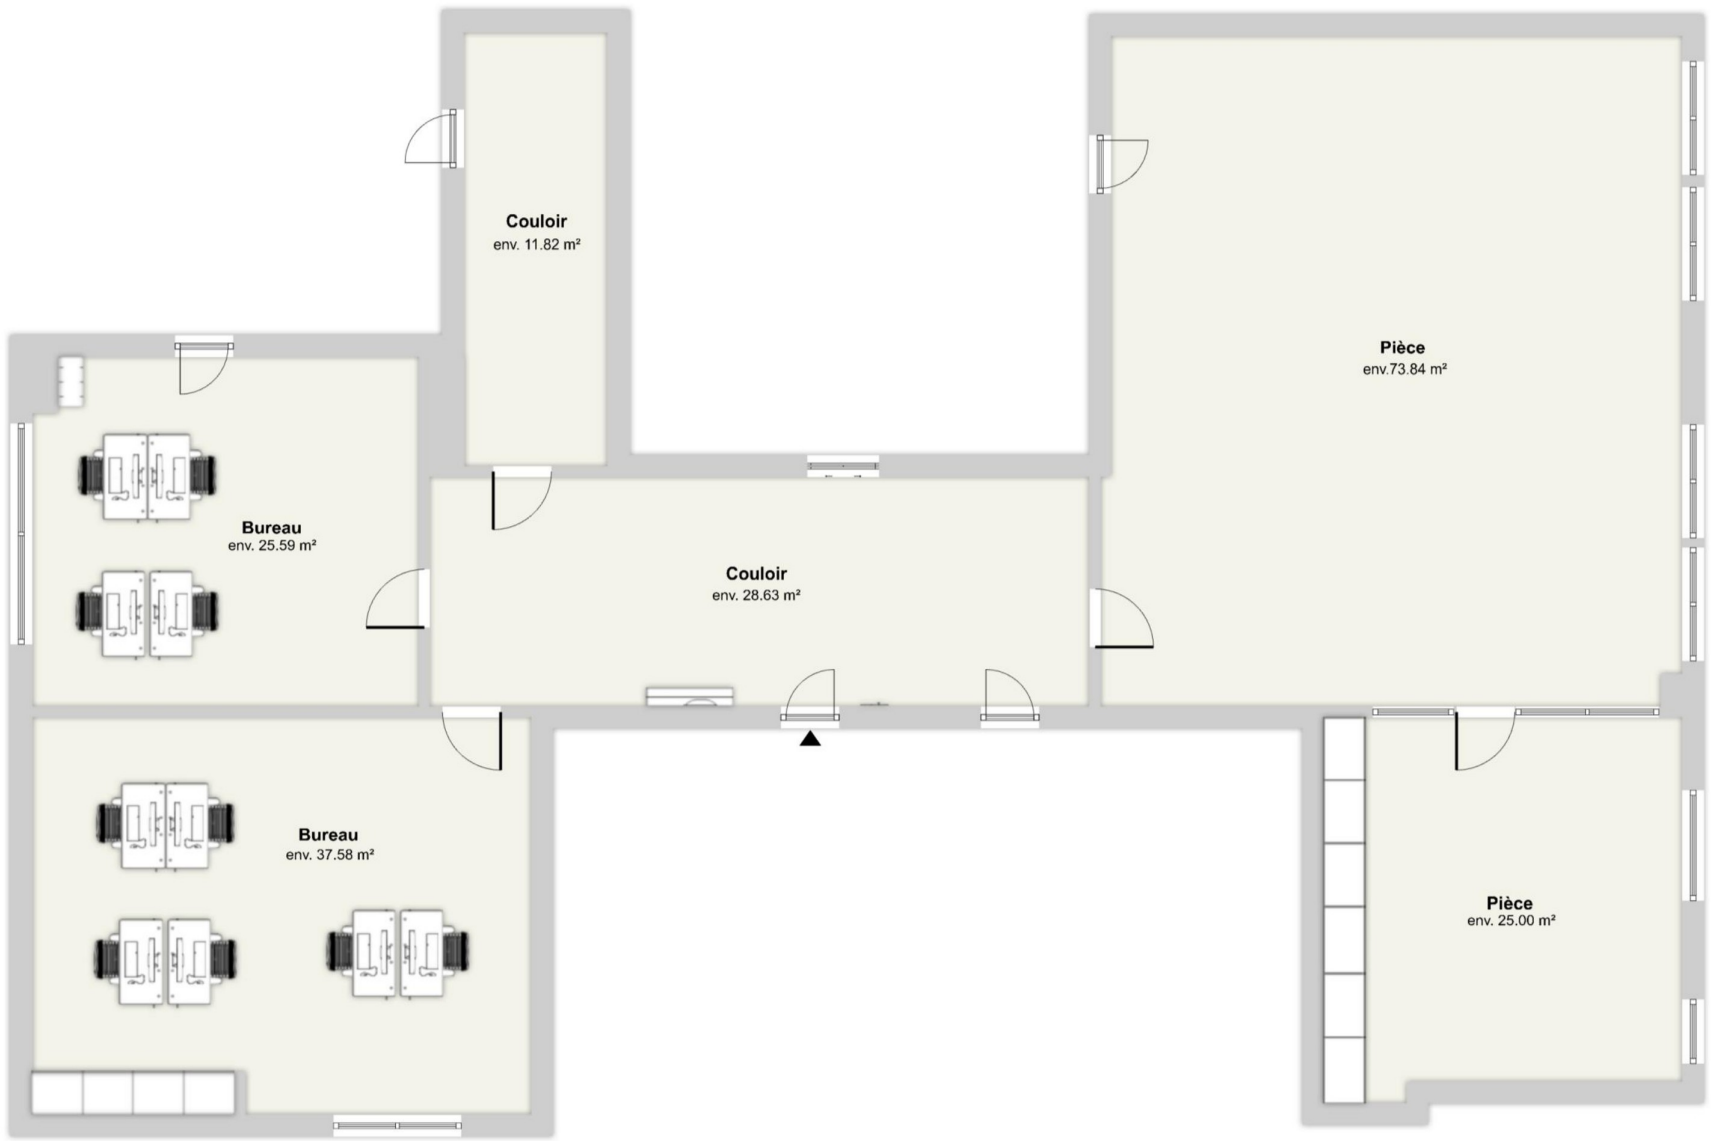 Couloir
env. 11.82 m²
Pièce
env.73.84 m²
Bureau
env. 25.59 m²
Couloir
env. 28.63 m²
Bureau
env. 37.58 m²
Pièce
env. 25.00 m²